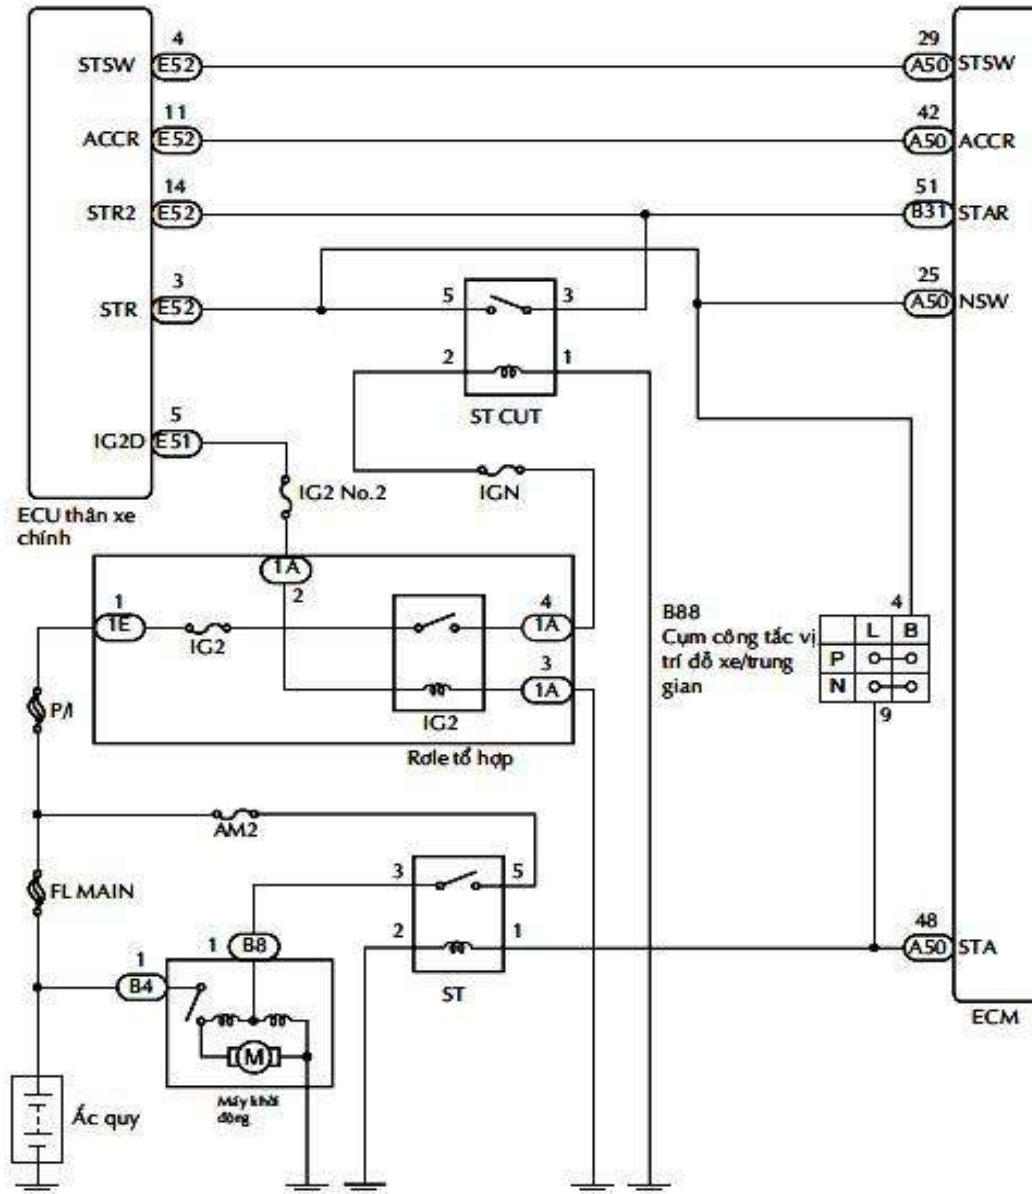 4
29
STSW
E52
A50
STSW
11
42
ACCR
E52
A50
ACCR
14
51
STR2
E52
B31
STAR
3
25
STR
E52
5
3
A50
NSW
2
1
ST CUT
5
IG2D
E51
IG2 No.2
IGN
ECU thân xe
chính
1A
2
1
1E
IG2
4
1A
3
1A
IG2
Rơle tổ hợp
P/I
B88
Cụm công tắc vị
trí đỗ xe/trung
gian
4
L B
P
N
9
AM2
FL MAIN
3
5
2
1
ST
48
A50
STA
ECM
1
B8
1
B4
M
Máy khởi
động
Ắc quy